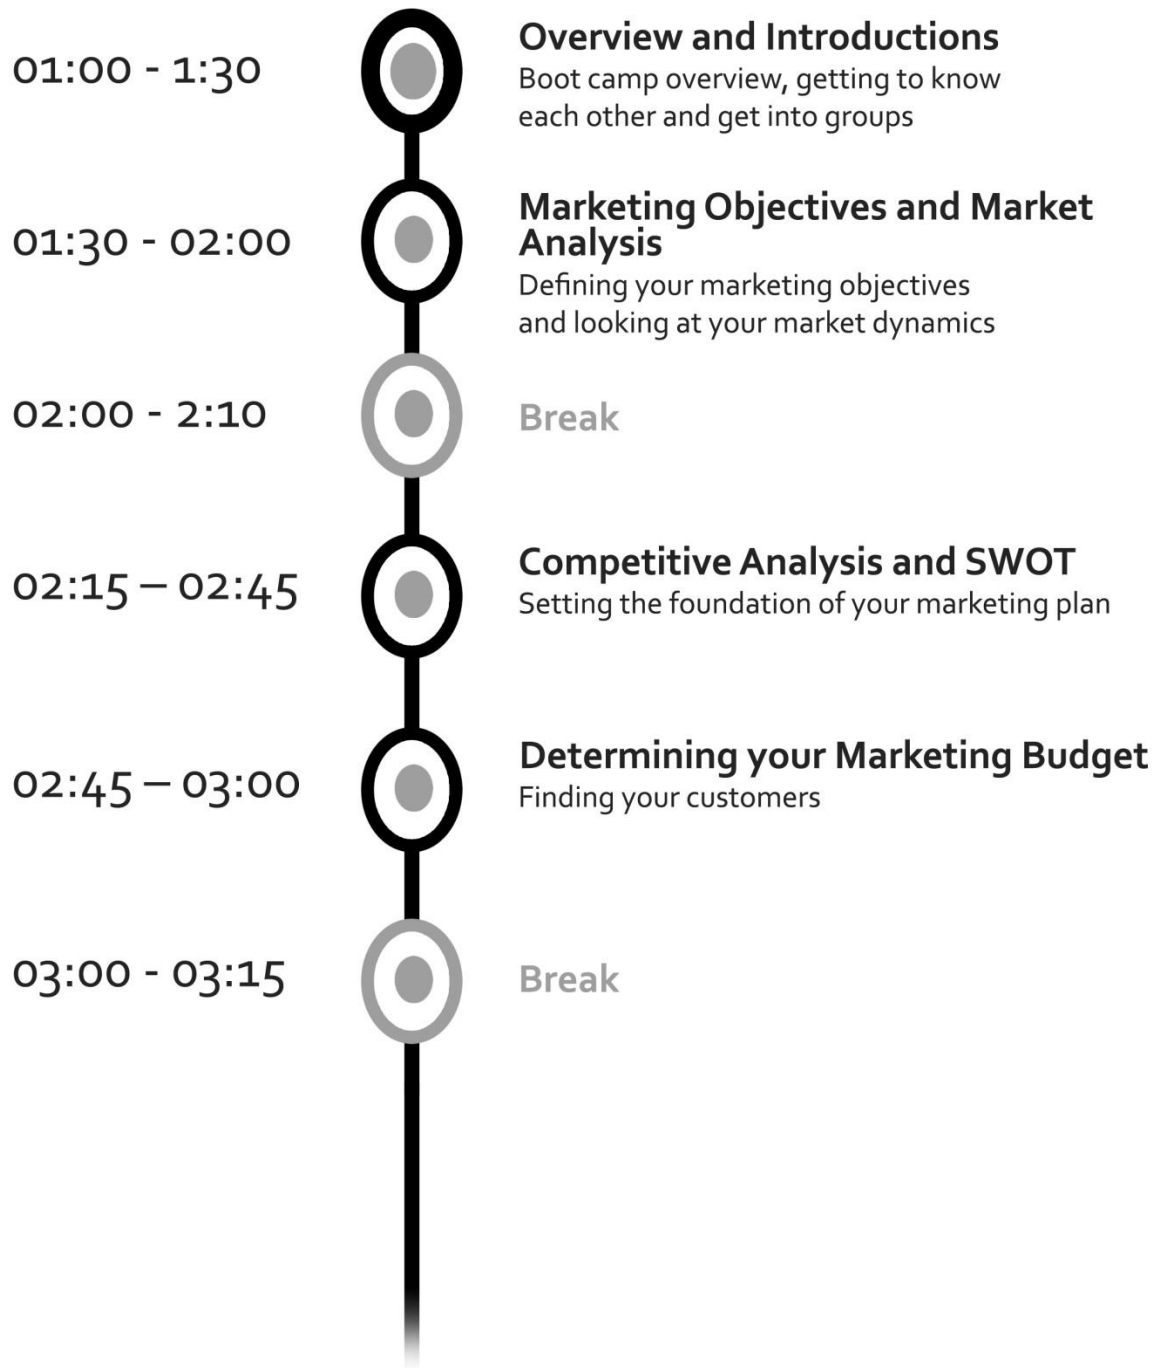 01:00 - 1:30
Overview and Introductions
Boot camp overview, getting to know
each other and get into groups
01:30 - 02:00
Marketing Objectives and Market
Analysis
Defining your marketing objectives
and looking at your market dynamics
02:00 - 2:10
Break
02:15 – 02:45
Competitive Analysis and SWOT
Setting the foundation of your marketing plan
02:45 – 03:00
Determining your Marketing Budget
Finding your customers
03:00 - 03:15
Break